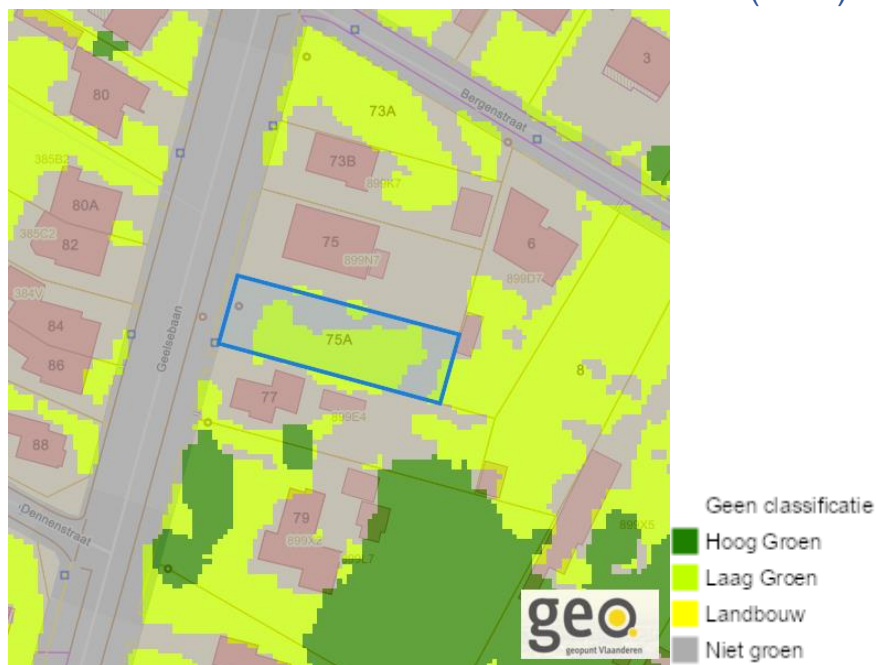 80
73A
Bergenstraat
3
385B2
73B
899K7
80A
385C2
82
75
899N7
6
899D7
384V
84
Geelsebaan
75A
86
8
77
899E4
88
Dennenstraat
79
899X2
899X5
geo
geopunt Vlaanderen
Geen classificatie
Hoog Groen
Laag Groen
Landbouw
Niet groen